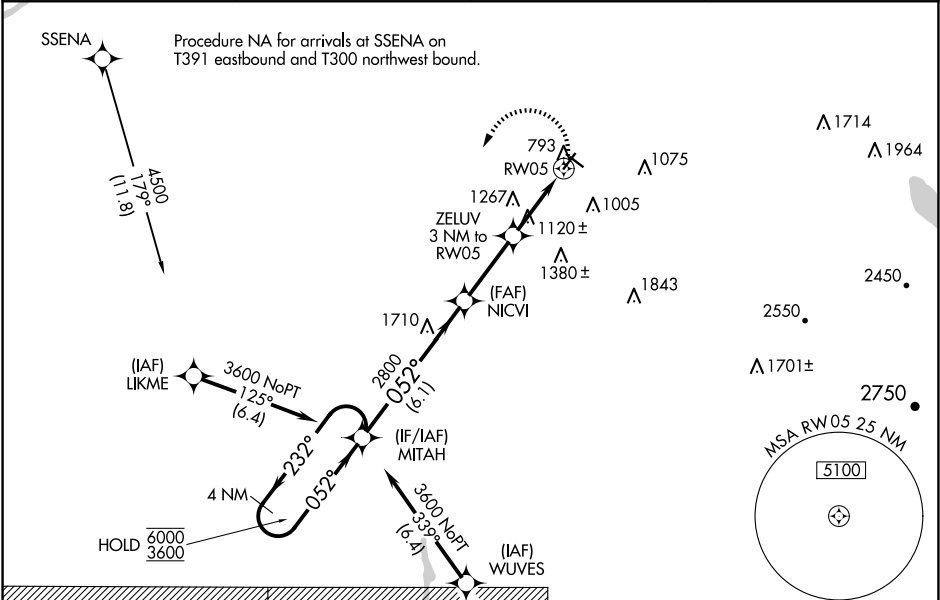 SSENA
Procedure NA for arrivals at SSENA on
T391 eastbound and T300 northwest bound.
4500
179°
(11.8)
793
RW05
1075
1714
1964
1267
1005
ZELUV
3 NM to
RW05
1120 ±
1380 ±
1843
2450
2550
(FAF)
NICVI
1710
1701±
2750
(IAF)
LIKME
3600 NoPT
125°
(6.4)
2800
052°
(6.1)
(IF/IAF)
MITAH
232°
052°
4 NM
HOLD
6000
3600
3600 NoPT
339°
(6.4)
(IAF)
WUVES
MSA RW05 25 NM
5100